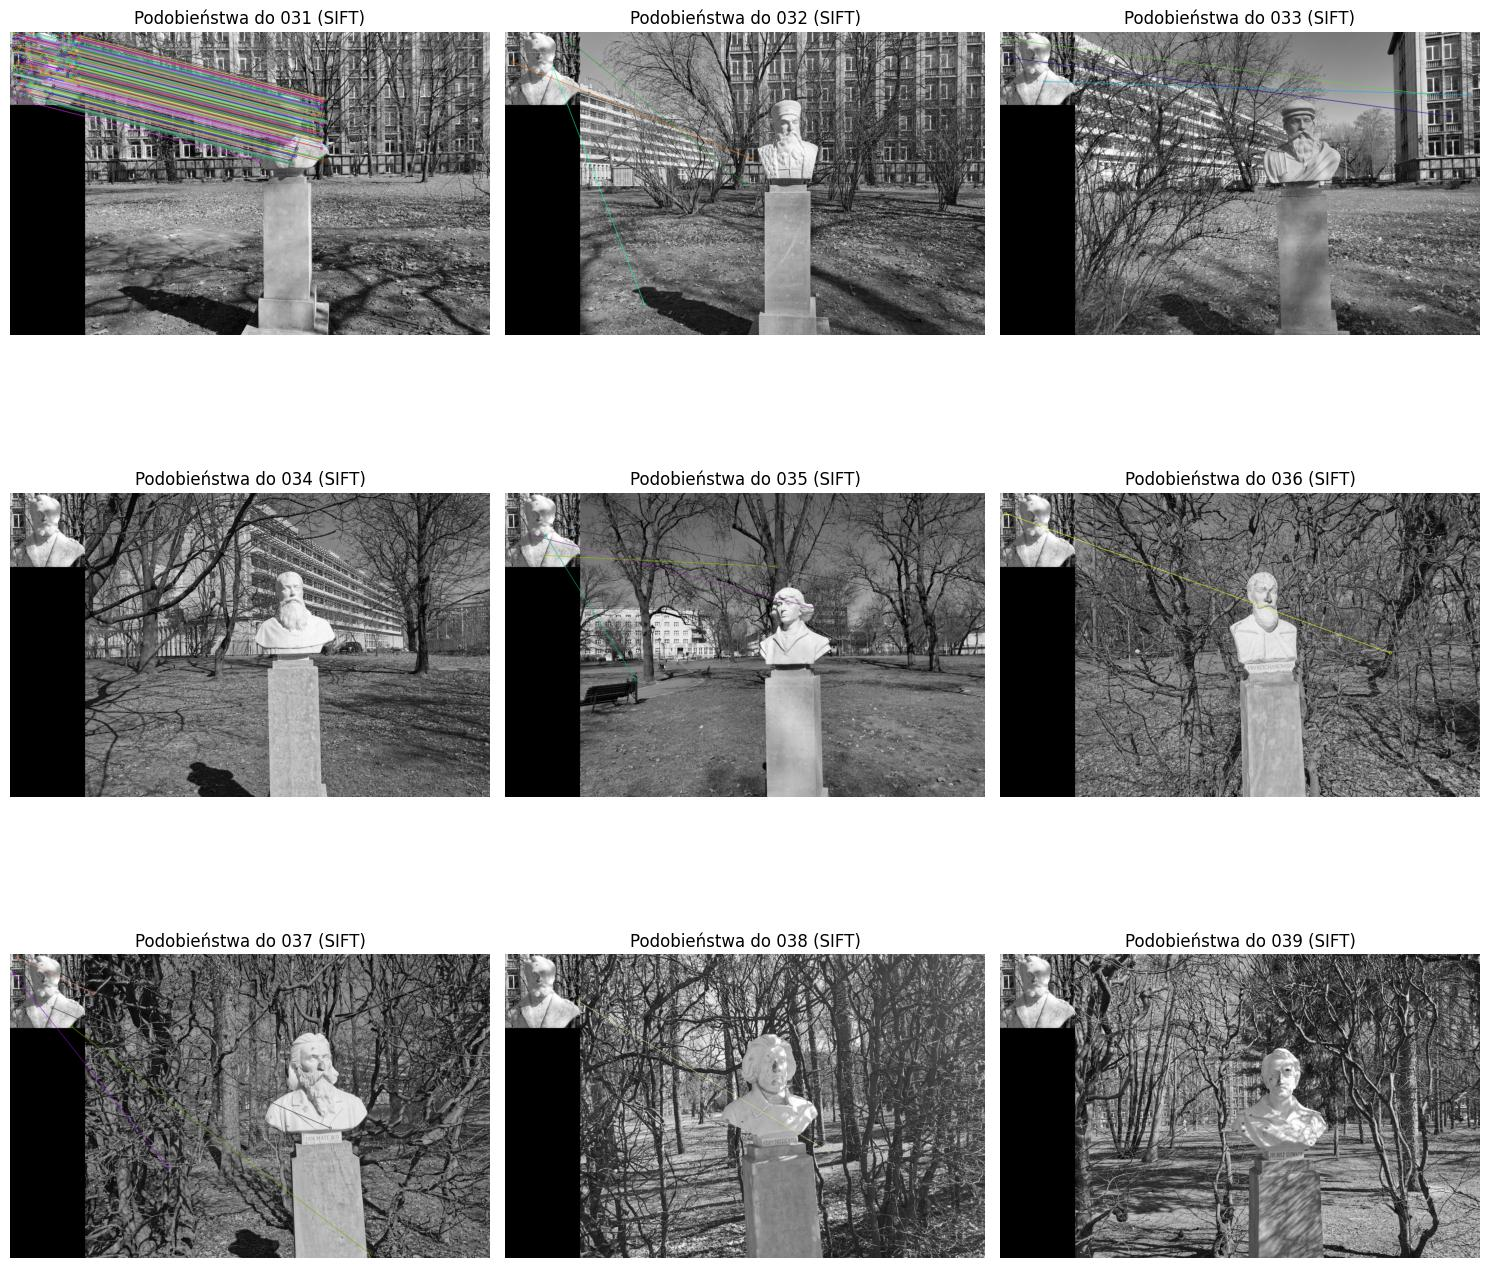 Podobieństwa do 031 (SIFT)
Podobieństwa do 032 (SIFT)
Podobieństwa do 033 (SIFT)
Podobieństwa do 034 (SIFT)
Podobieństwa do 035 (SIFT)
Podobieństwa do 036 (SIFT)
Podobieństwa do 037 (SIFT)
Podobieństwa do 038 (SIFT)
Podobieństwa do 039 (SIFT)